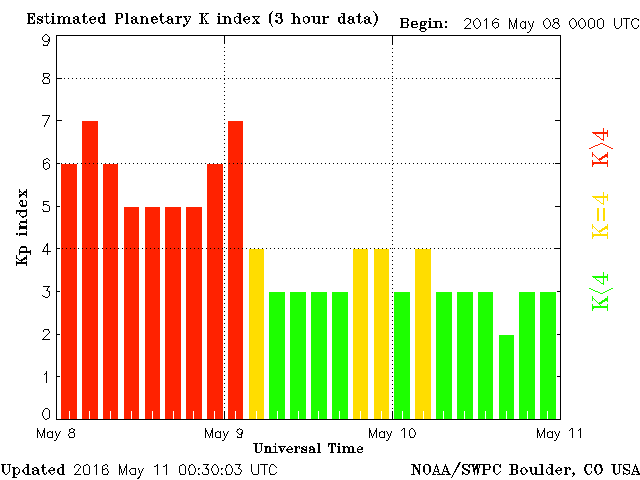 Estimated Planetary K index (3 hour data) Begin: 2016 May 08 0000 UTC
9
8
7
6
5
4
3
2
1
0
Kp index
K>4
K=4
K<4
May 8 May 9 May 10 May 11
Universal Time
Updated 2016 May 11 00:30:03 UTC NOAA/SWPC Boulder, CO USA